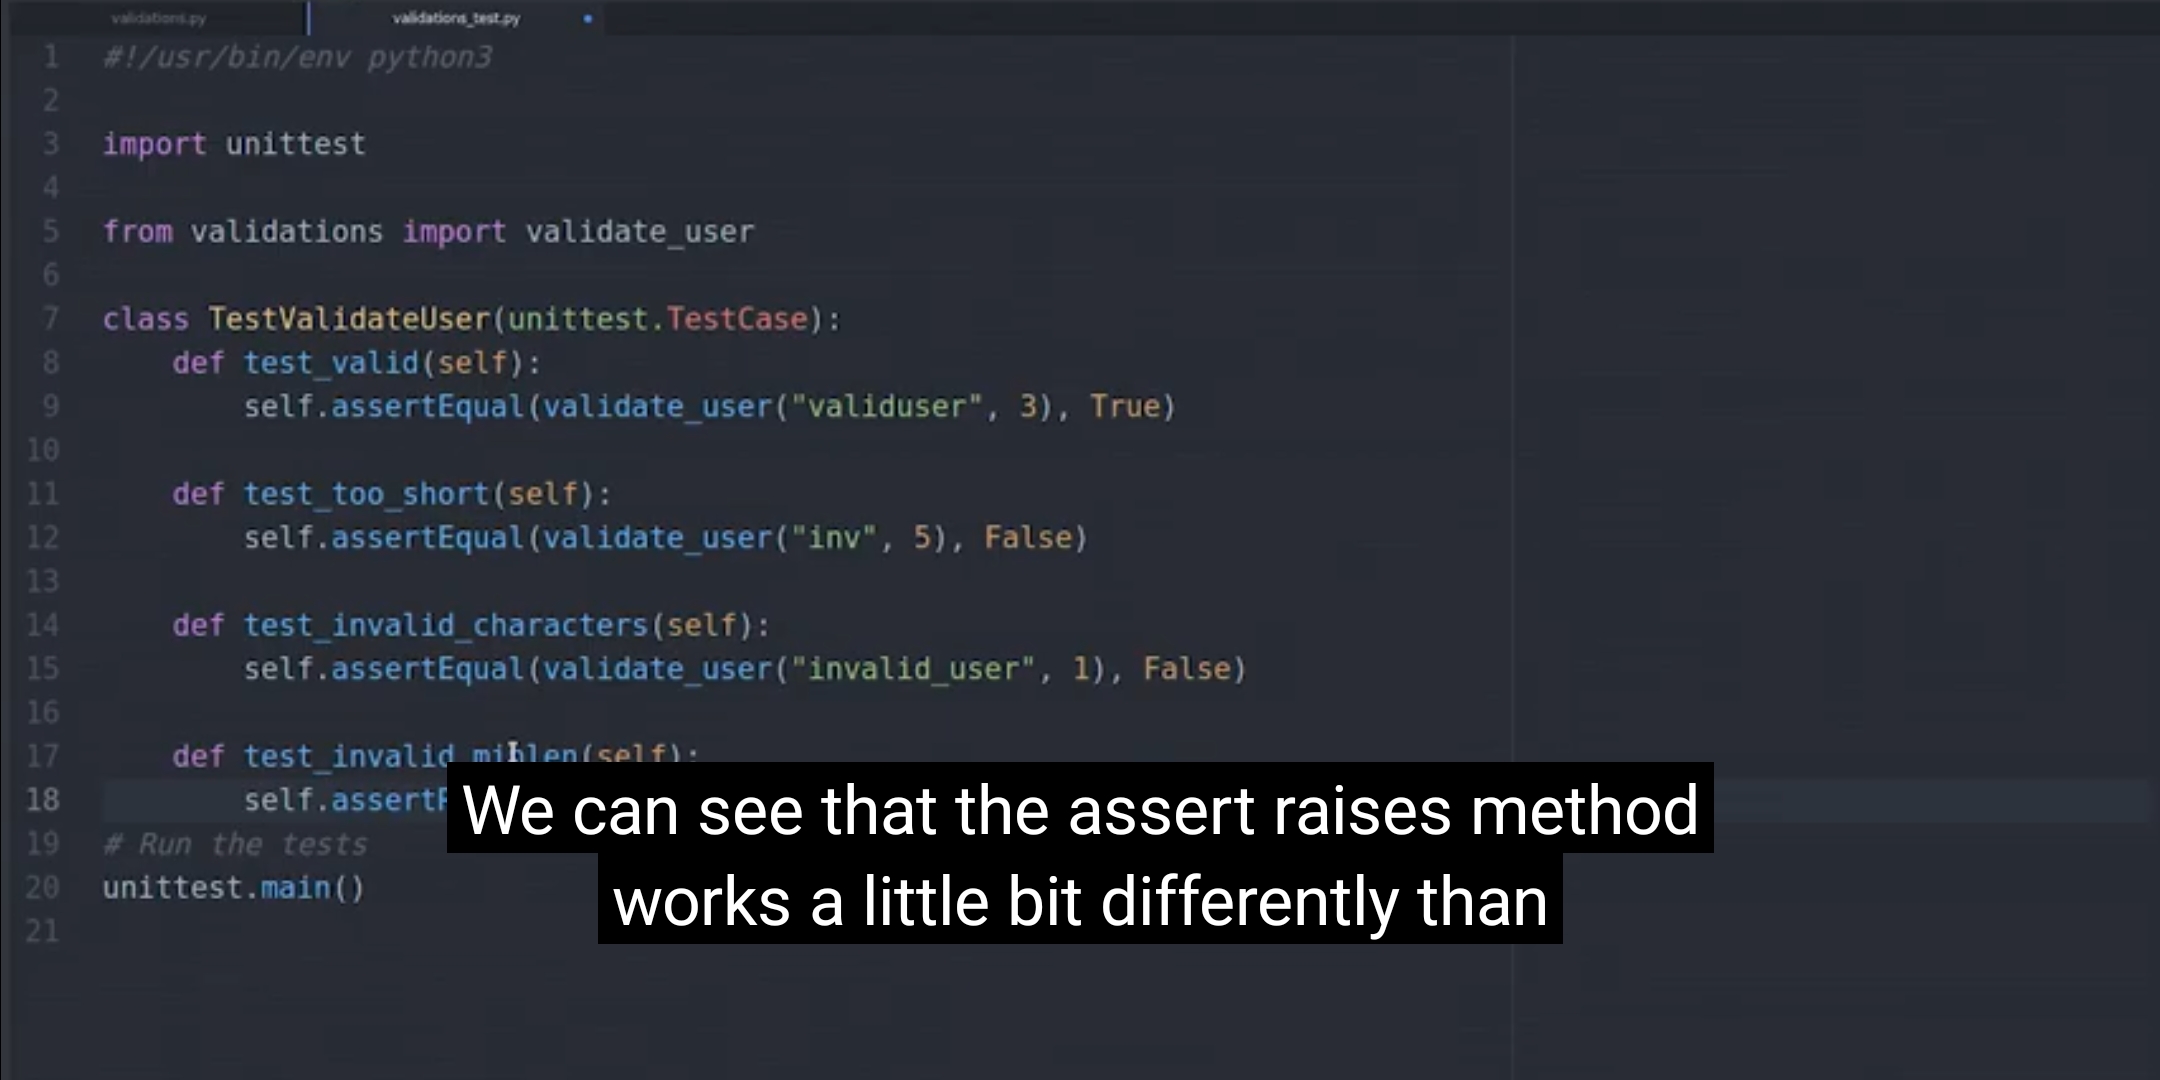 validations.py validations_test.py
1 #!/usr/bin/env python3
2
3 import unittest
4
5 from validations import validate_user
6
7 class TestValidateUser(unittest.TestCase):
8 def test_valid(self):
9 self.assertEqual(validate_user("validuser", 3), True)
10
11 def test_too_short(self):
12 self.assertEqual(validate_user("inv", 5), False)
13
14 def test_invalid_characters(self):
15 self.assertEqual(validate_user("invalid_user", 1), False)
16
17 def test_invalid_minlen(self):
18 self.assertR
19 # Run the tests
20 unittest.main()
21
We can see that the assert raises method
works a little bit differently than